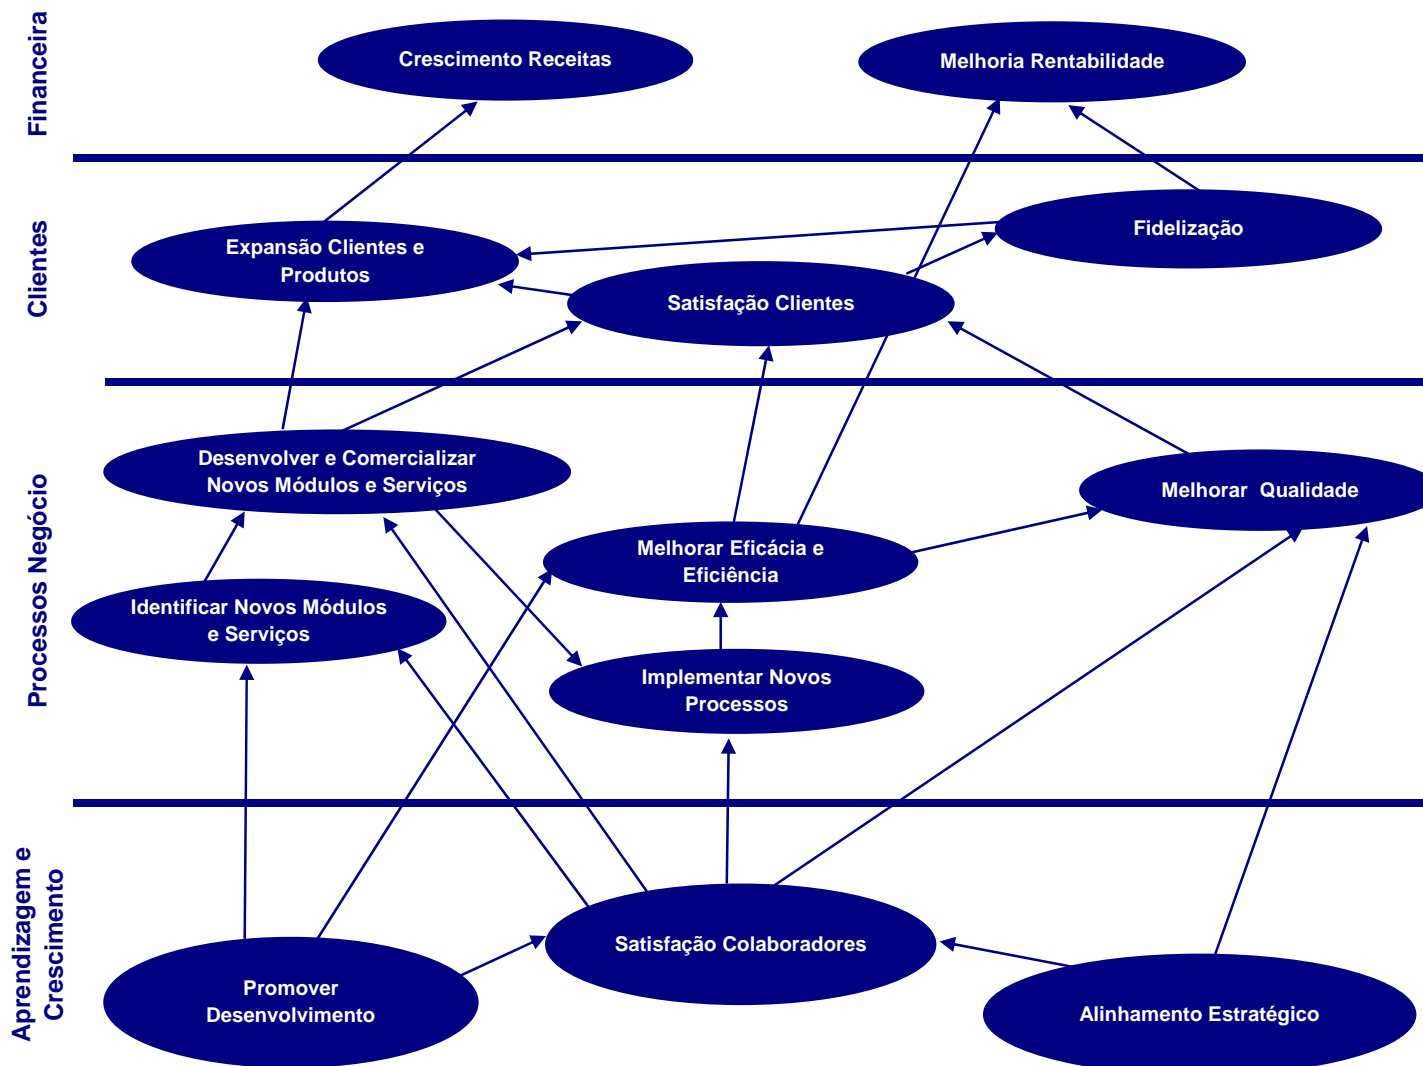 Financeira
Crescimento Receitas
Melhoria Rentabilidade
Clientes
Expansão Clientes e
Produtos
Satisfação Clientes
Fidelização
Processos Negócio
Desenvolver e Comercializar
Novos Módulos e Serviços
Melhorar Eficácia e
Eficiência
Melhorar  Qualidade
Identificar Novos Módulos
e Serviços
Implementar Novos
Processos
Aprendizagem e
Crescimento
Promover
Desenvolvimento
Satisfação Colaboradores
Alinhamento Estratégico